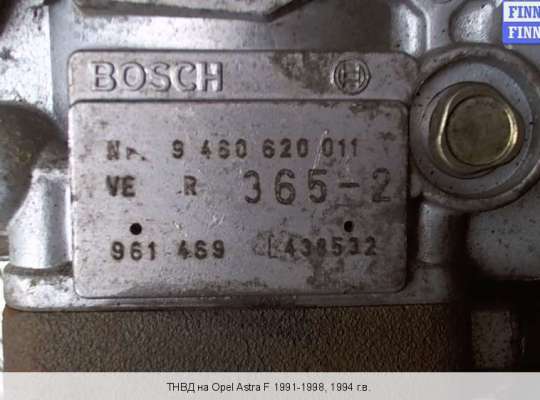 FINN
FINN
BOSCH
Nr. 9 460 620 011
VE R 365-2
961 469 L438532
ТНВД на Opel Astra F 1991-1998, 1994 г.в.